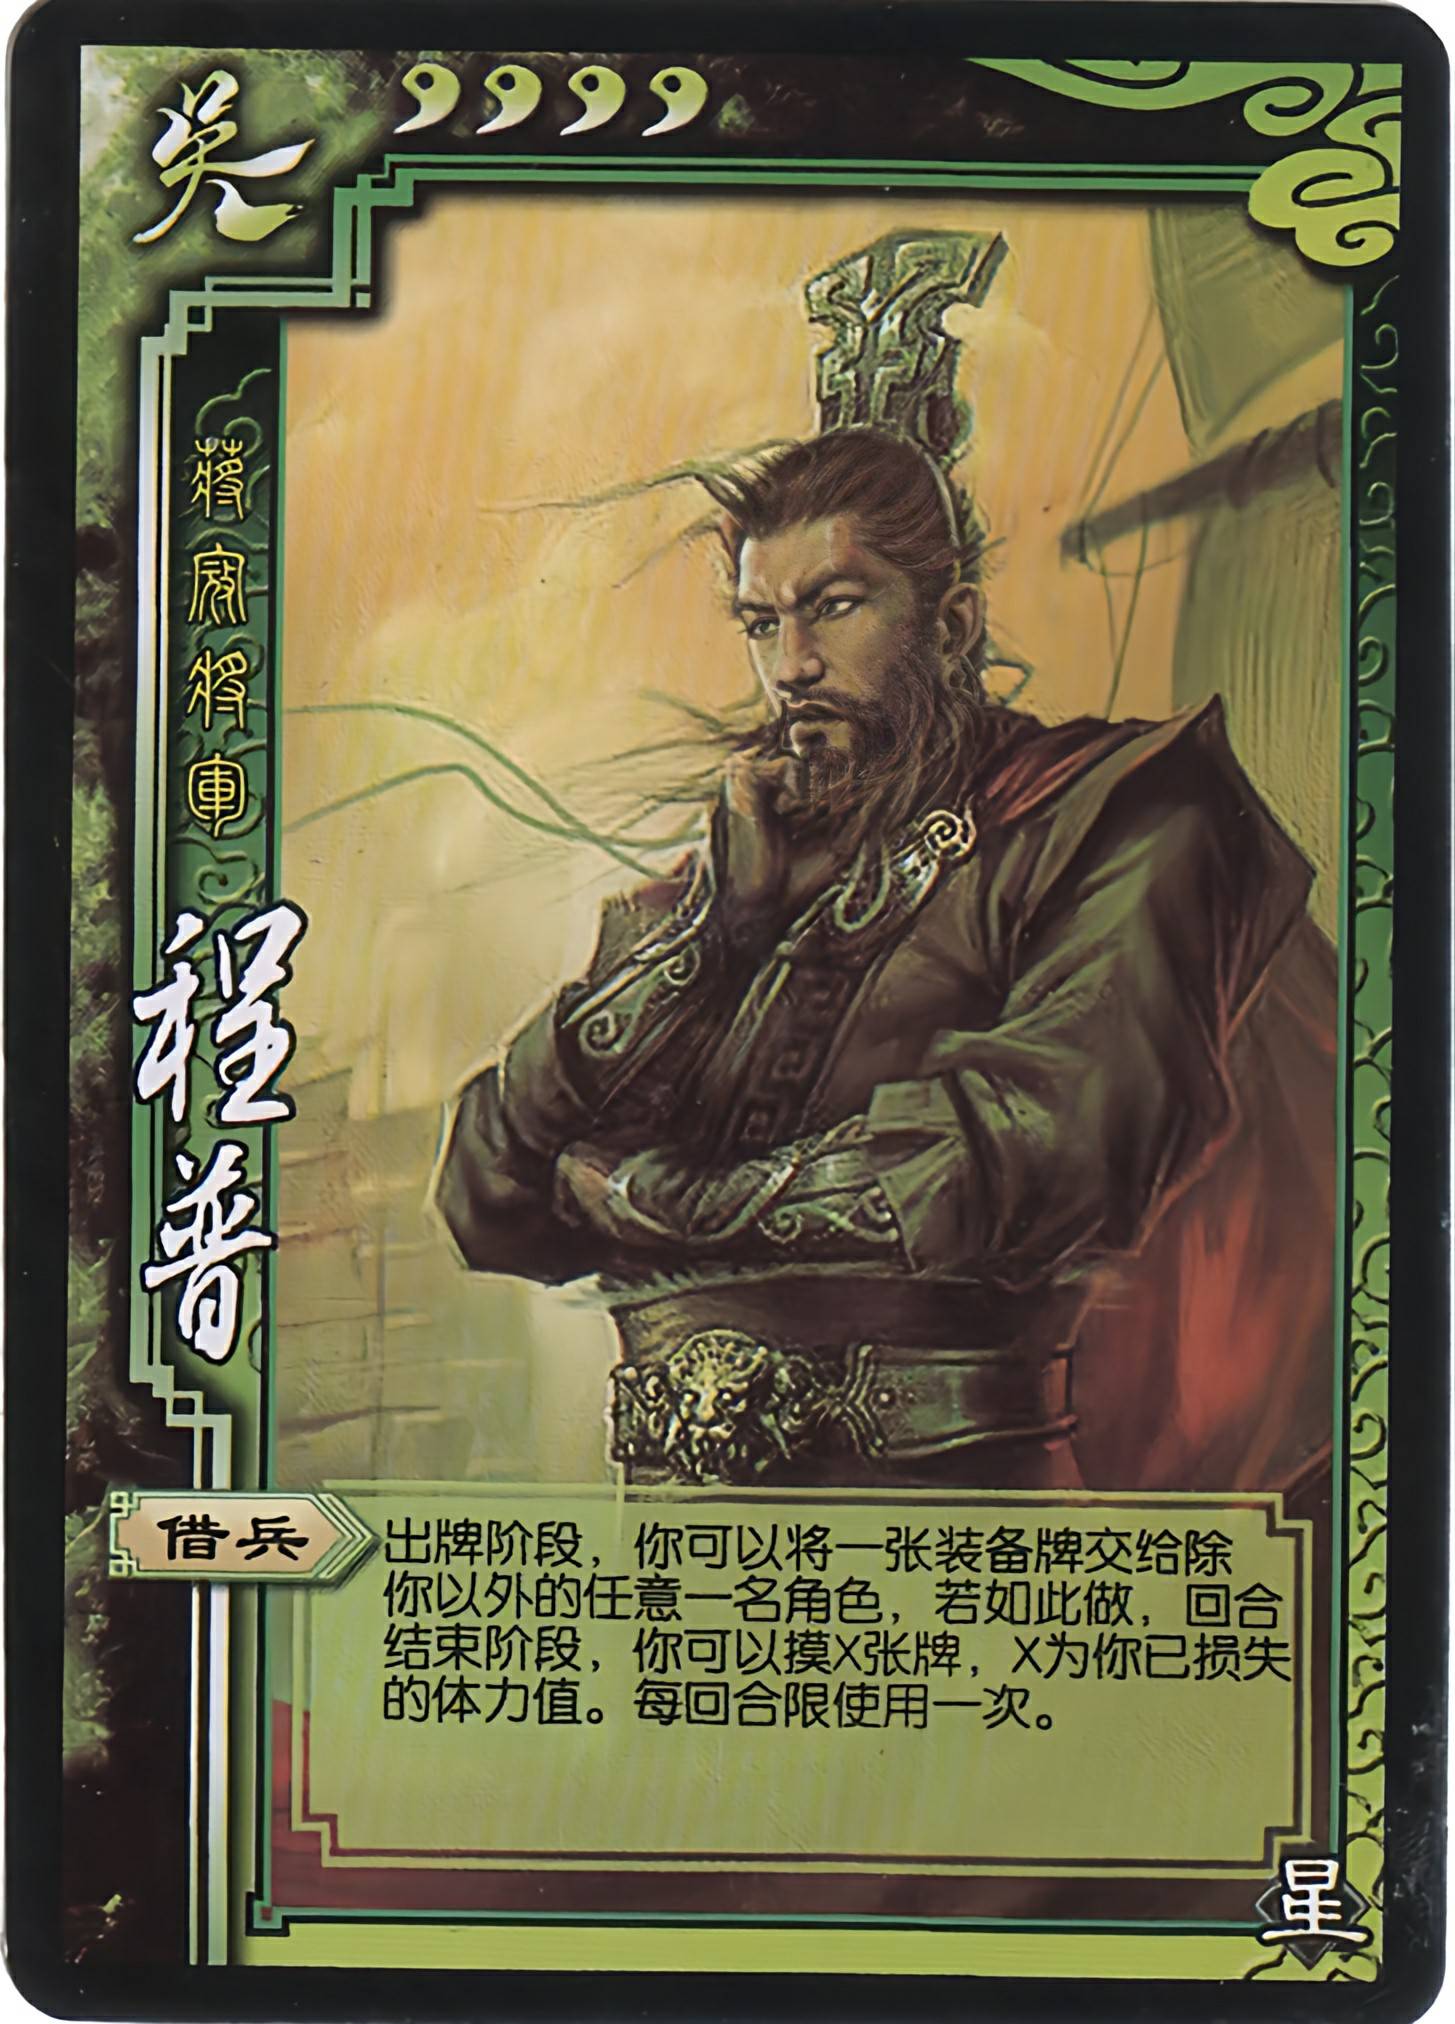 吴
蔣寇將軍
程普
借兵
出牌阶段，你可以将一张装备牌交给除
你以外的任意一名角色，若如此做，回合
结束阶段，你可以摸X张牌，X为你已损失
的体力值。每回合限使用一次。
星